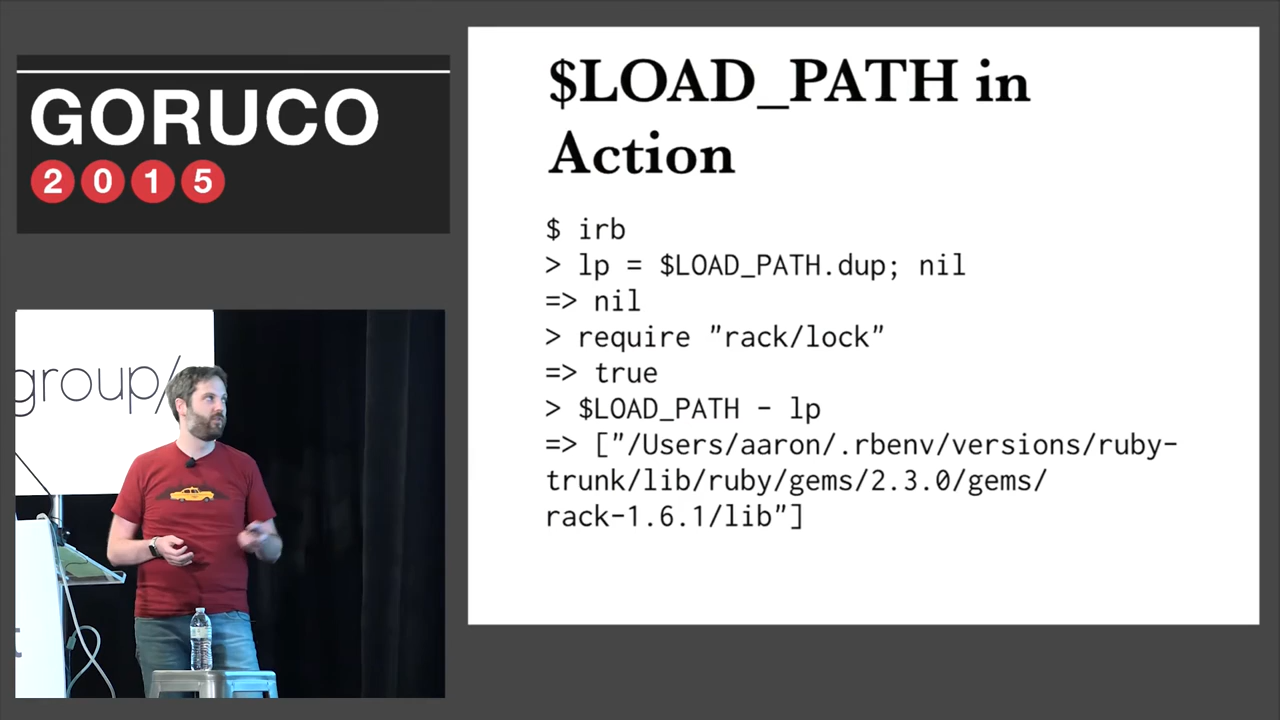 GORUCO
2 0 1 5
group/
$LOAD_PATH in
Action
$ irb
> lp = $LOAD_PATH.dup; nil
=> nil
> require "rack/lock"
=> true
> $LOAD_PATH - lp
=> ["/Users/aaron/.rbenv/versions/ruby-
trunk/lib/ruby/gems/2.3.0/gems/
rack-1.6.1/lib"]